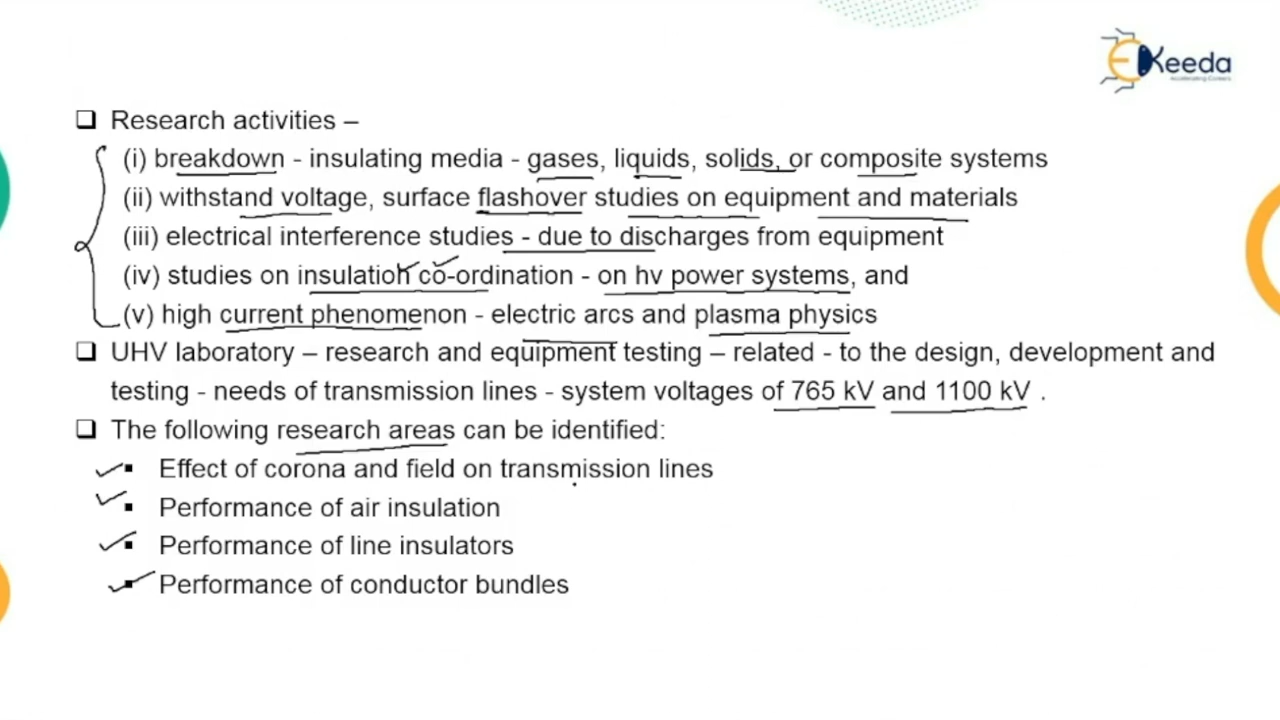 EKeeda
❑ Research activities –
(i) breakdown - insulating media - gases, liquids, solids, or composite systems
(ii) withstand voltage, surface flashover studies on equipment and materials
(iii) electrical interference studies - due to discharges from equipment
(iv) studies on insulation co-ordination - on hv power systems, and
(v) high current phenomenon - electric arcs and plasma physics
❑ UHV laboratory – research and equipment testing – related - to the design, development and
testing - needs of transmission lines - system voltages of 765 kV and 1100 kV .
❑ The following research areas can be identified:
▪ Effect of corona and field on transmission lines
▪ Performance of air insulation
▪ Performance of line insulators
▪ Performance of conductor bundles